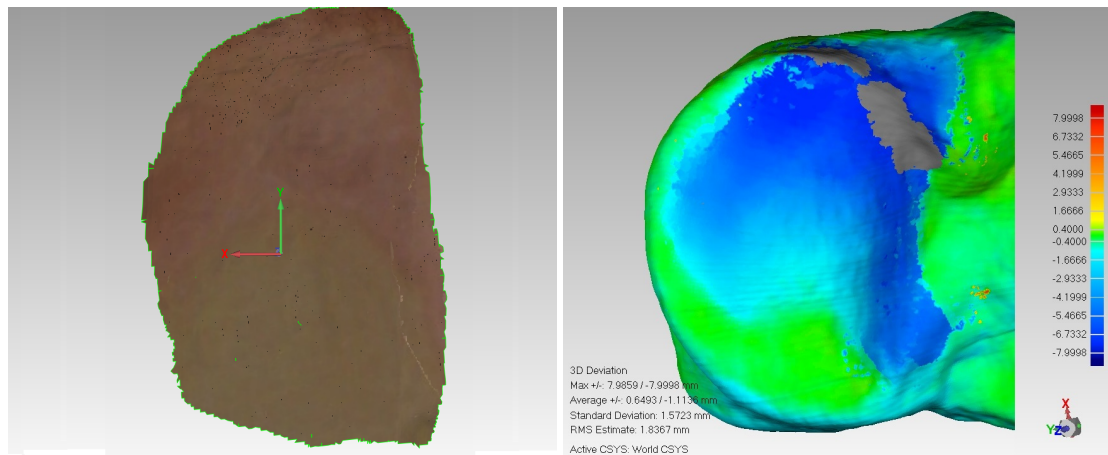 Y
X
7.9998
6.7332
5.4665
4.1999
2.9333
1.6666
0.4000
-0.4000
-1.6666
-2.9333
-4.1999
-5.4665
-6.7332
-7.9998
3D Deviation
Max +/-: 7.9859 / -7.9998 mm
Average +/-: 0.6493 / -1.1136 mm
Standard Deviation: 1.5723 mm
RMS Estimate: 1.8367 mm
Active CSYS: World CSYS
X
Y Z